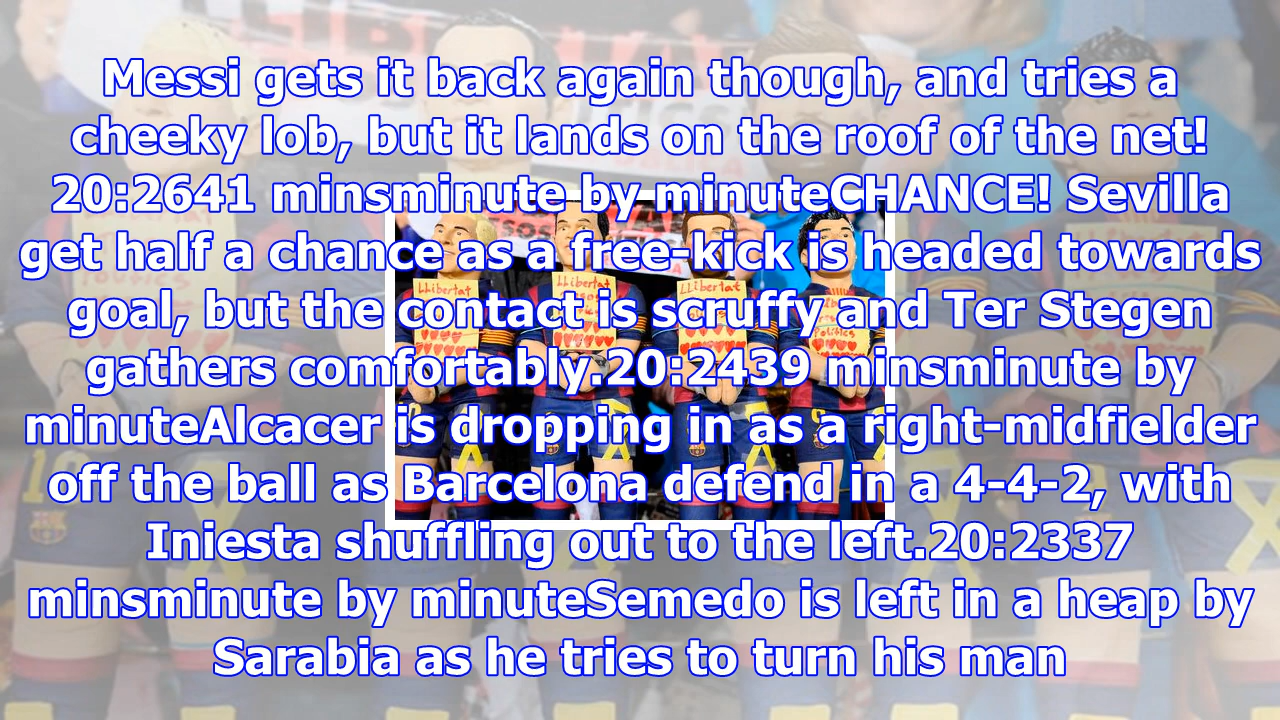 Messi gets it back again though, and tries a
cheeky lob, but it lands on the roof of the net!
20:2641 minsminute by minuteCHANCE! Sevilla
get half a chance as a free-kick is headed towards
goal, but the contact is scruffy and Ter Stegen
gathers comfortably.20:2439 minsminute by
minuteAlcacer is dropping in as a right-midfielder
off the ball as Barcelona defend in a 4-4-2, with
Iniesta shuffling out to the left.20:2337
minsminute by minuteSemedo is left in a heap by
Sarabia as he tries to turn his man
LLibertat
LLibertat